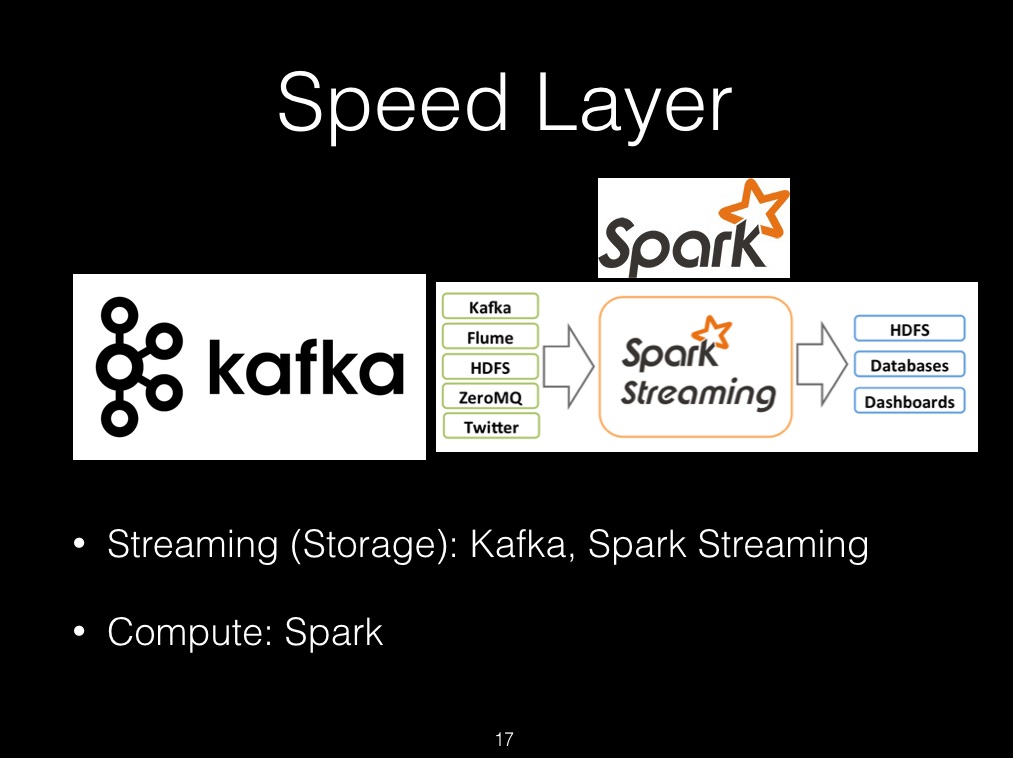 Speed Layer
Spark
kafka
Kafka
Flume
HDFS
ZeroMQ
Twitter
Spark
Streaming
HDFS
Databases
Dashboards
• Streaming (Storage): Kafka, Spark Streaming
• Compute: Spark
17